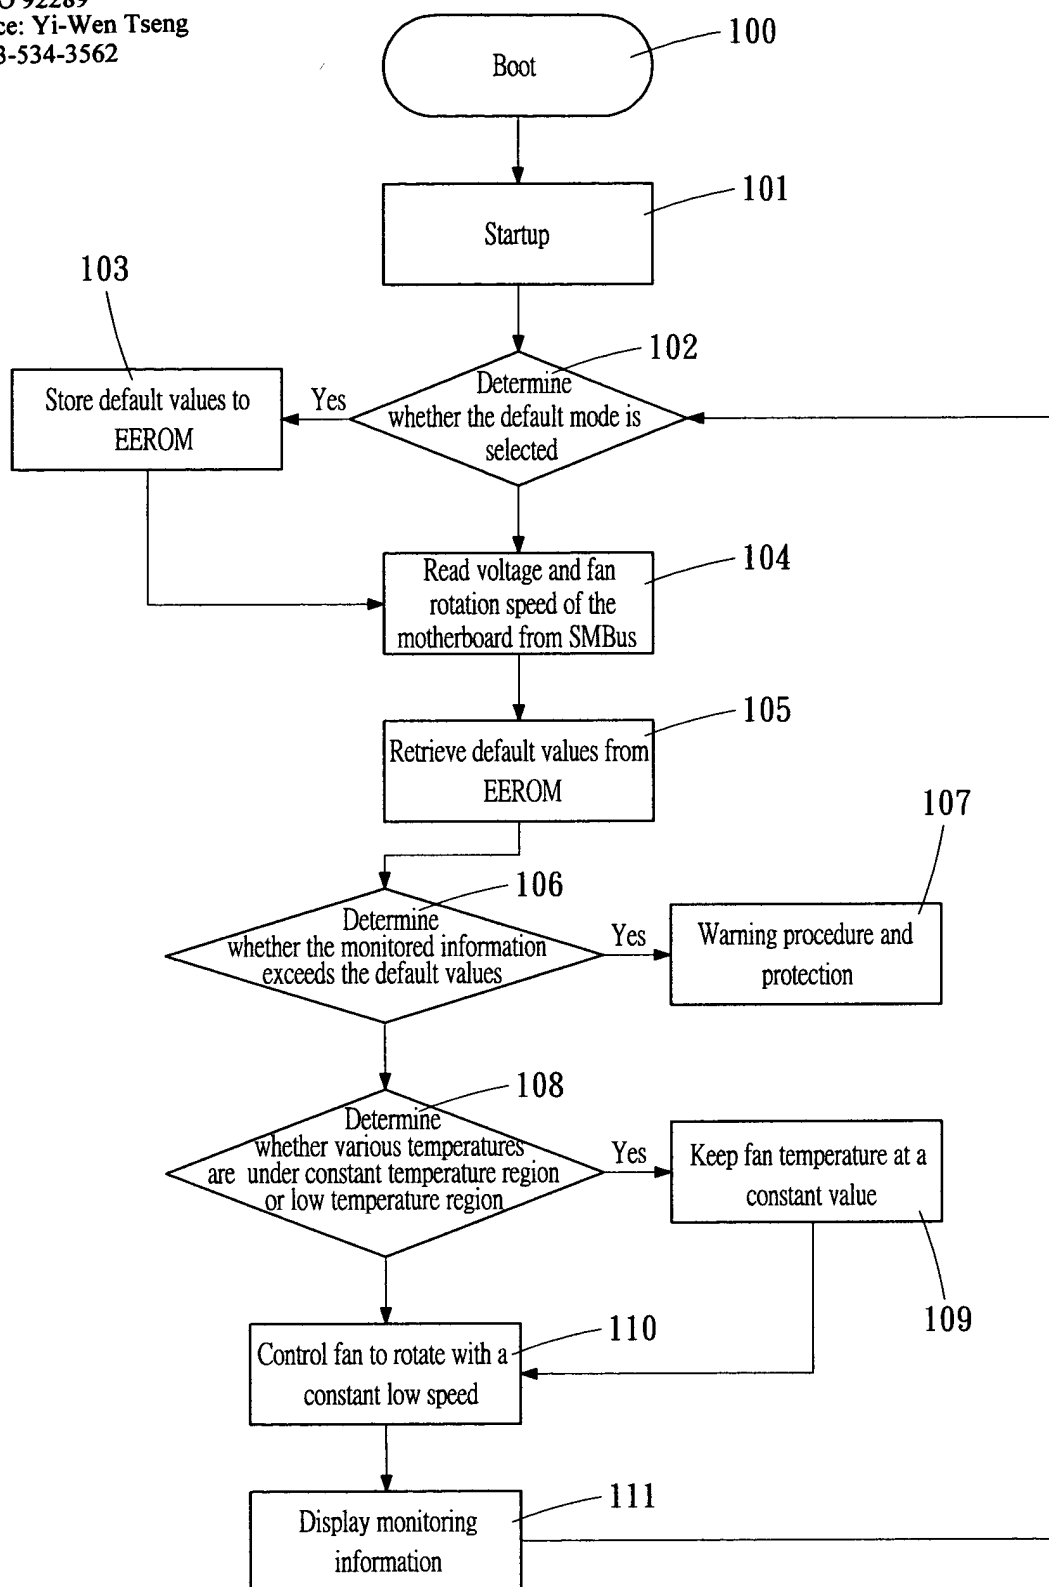 92289
Yi-Wen Tseng
-534-3562
Boot
100
Startup
101
103
102
Determine
whether the default mode is
selected
Yes
Store default values to
EEROM
Read voltage and fan
rotation speed of the
motherboard from SMBus
104
Retrieve default values from
EEROM
105
107
106
Determine
whether the monitored information
exceeds the default values
Yes
Warning procedure and
protection
108
Determine
whether various temperatures
are under constant temperature region
or low temperature region
Yes
Keep fan temperature at a
constant value
109
110
Control fan to rotate with a
constant low speed
111
Display monitoring
information